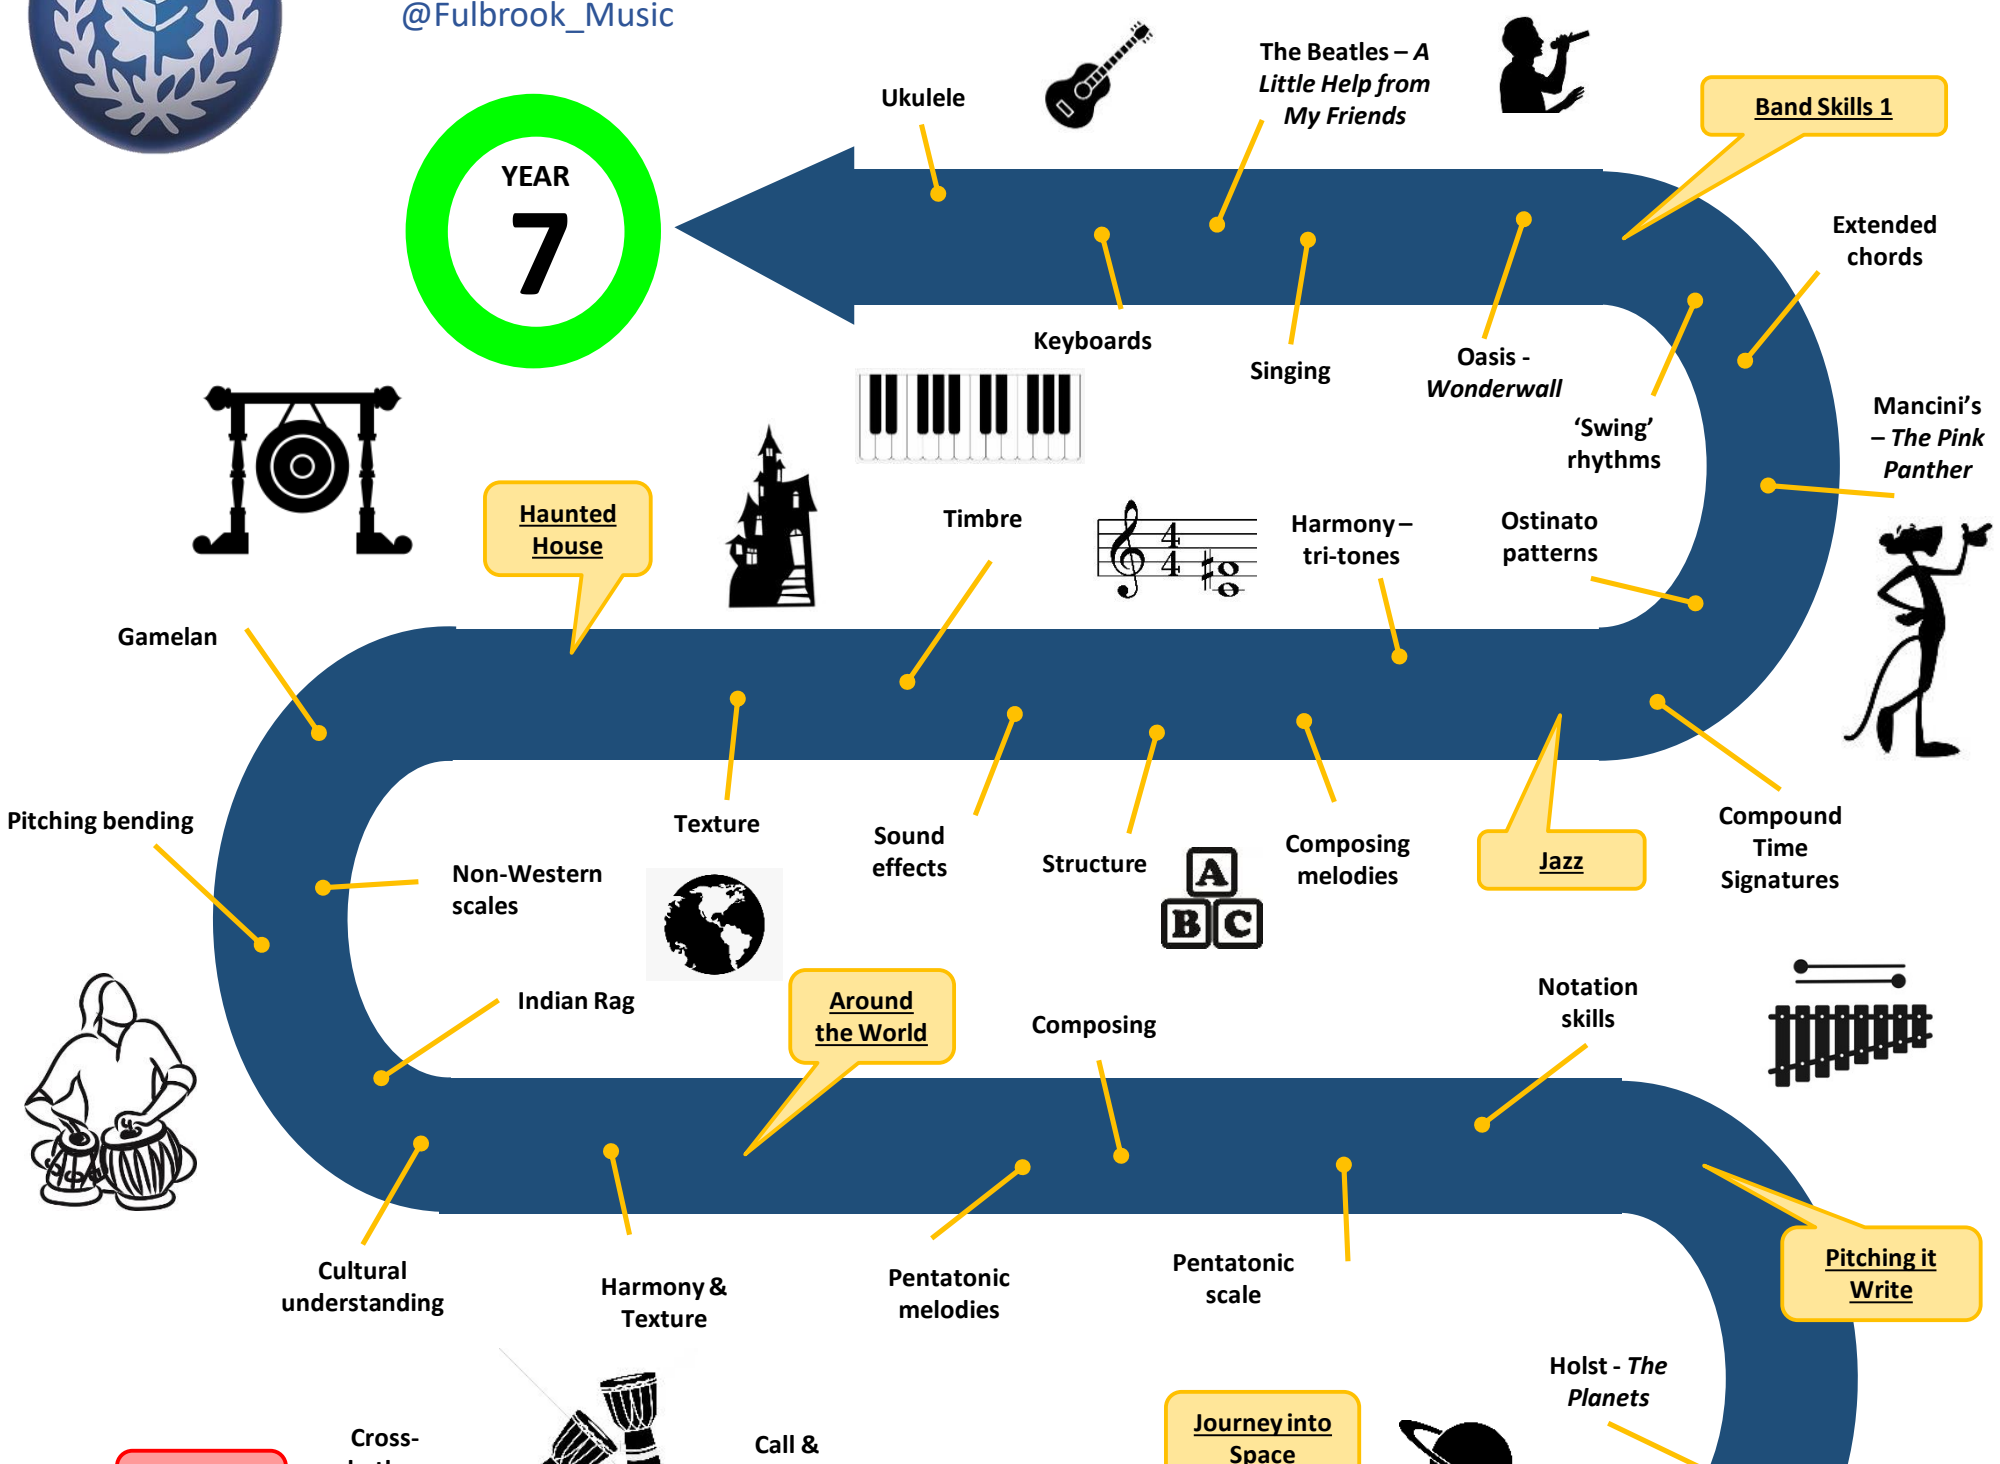 @Fulbrook_Music
YEAR
7
Ukulele
The Beatles – A
Little Help from
My Friends
Band Skills 1
Extended
chords
Keyboards
Singing
Oasis -
Wonderwall
‘Swing’
rhythms
Mancini’s
– The Pink
Panther
Haunted
House
Timbre
4
4
Harmony –
tri-tones
Ostinato
patterns
Gamelan
Pitching bending
Non-Western
scales
Texture
Sound
effects
Structure
A
B C
Composing
melodies
Jazz
Compound
Time
Signatures
Indian Rag
Around
the World
Composing
Notation
skills
Cultural
understanding
Harmony &
Texture
Pentatonic
melodies
Pentatonic
scale
Pitching it
Write
Holst - The
Planets
Journey into
Space
Cross-
Call &